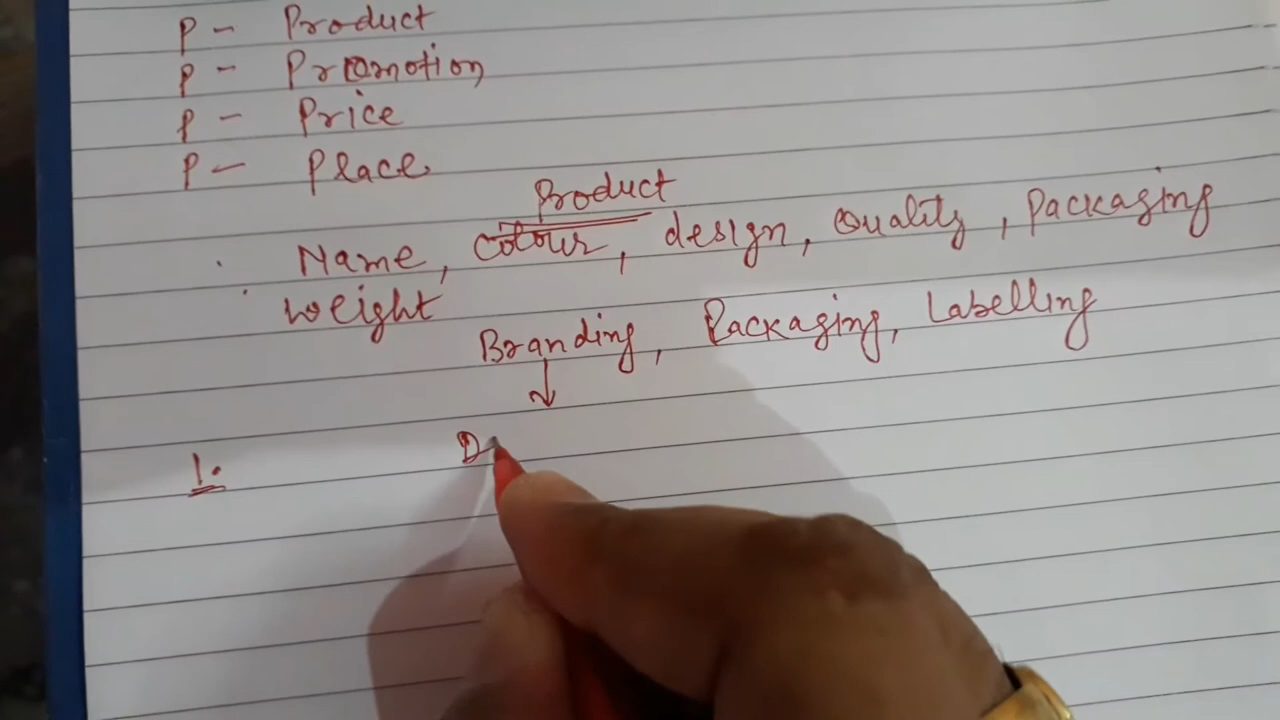 P - Product
P - Promotion
P - Price
P - Place
Product
Name, Colour, design, Quality, Packaging
weight
Branding, Packaging, Labelling
↓
1. D